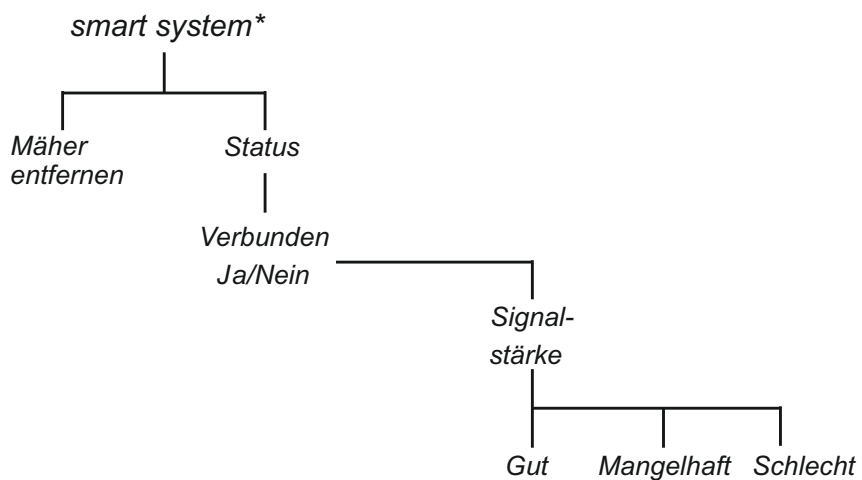 smart system*
Mäher
entfernen
Status
Verbunden
Ja/Nein
Signal-
stärke
Gut
Mangelhaft
Schlecht